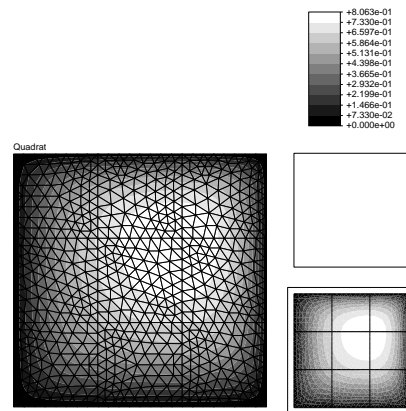 +8.063e-01
+7.330e-01
+6.597e-01
+5.864e-01
+5.131e-01
+4.398e-01
+3.665e-01
+2.932e-01
+2.199e-01
+1.466e-01
+7.330e-02
+0.000e+00
Quadrat